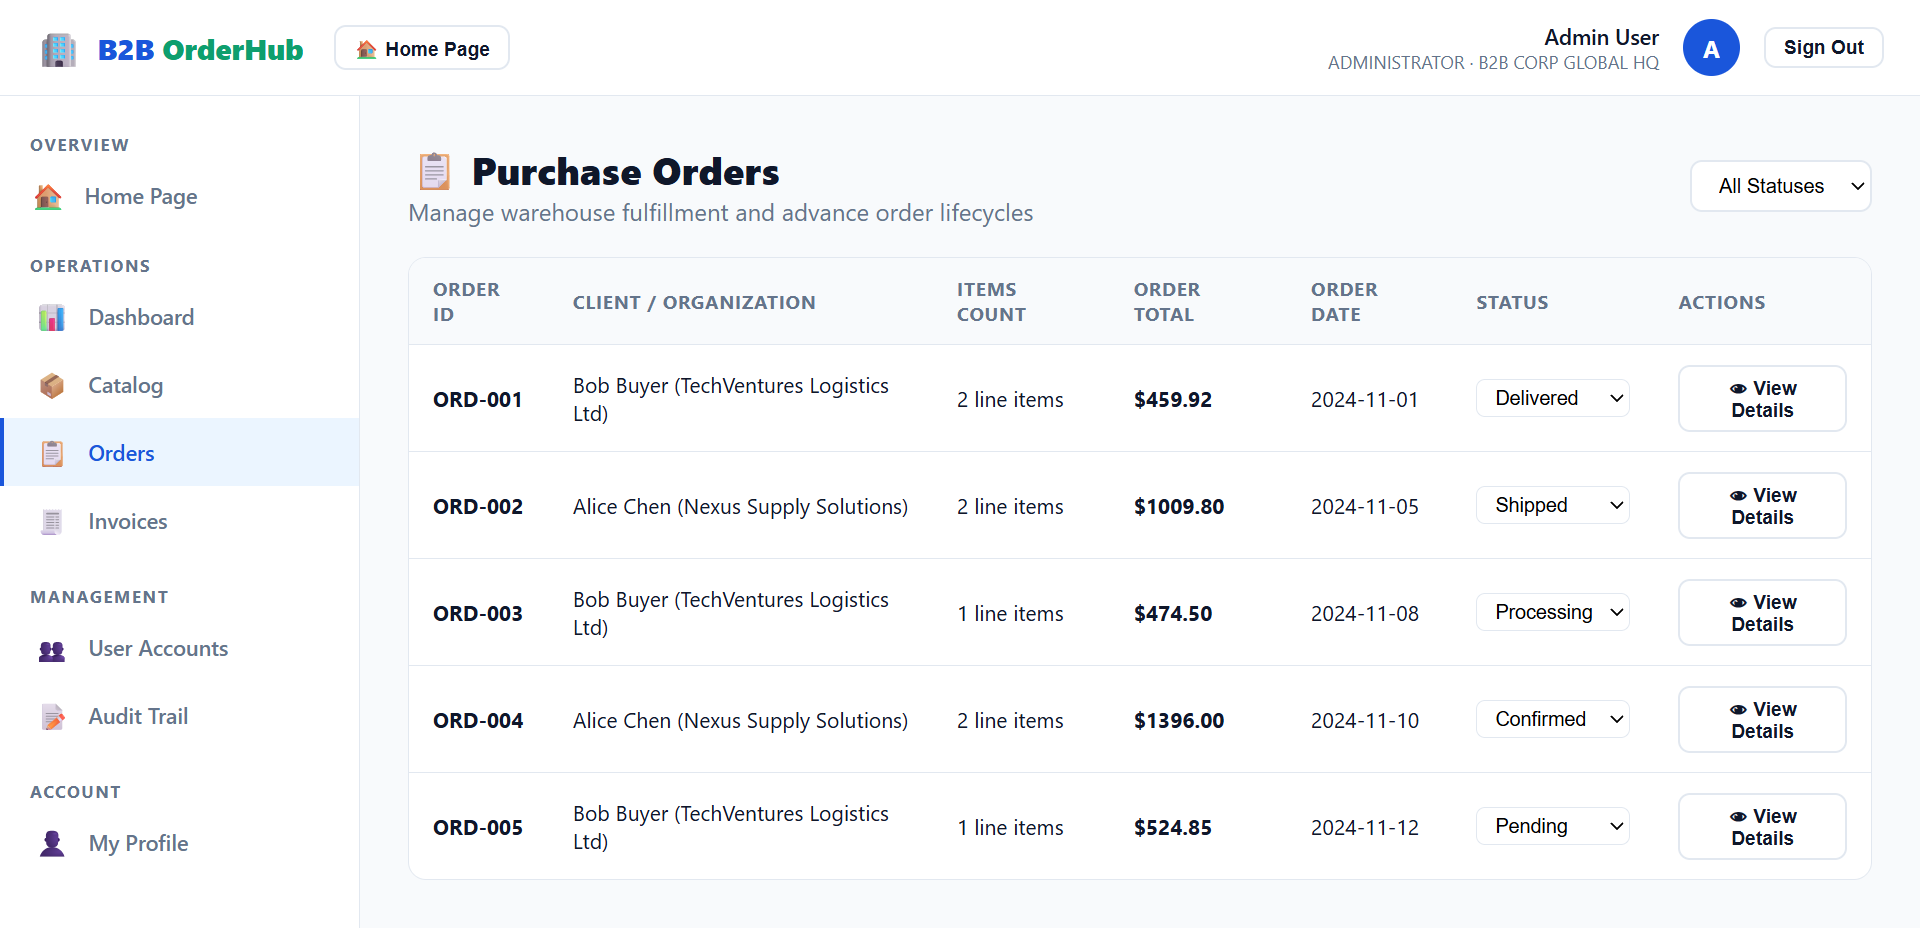 B2B OrderHub
Home Page
Admin User
ADMINISTRATOR · B2B CORP GLOBAL HQ
A
Sign Out
OVERVIEW
Home Page
OPERATIONS
Dashboard
Catalog
Orders
Invoices
MANAGEMENT
User Accounts
Audit Trail
ACCOUNT
My Profile
Purchase Orders
Manage warehouse fulfillment and advance order lifecycles
All Statuses
ORDER
ID
CLIENT / ORGANIZATION
ITEMS
COUNT
ORDER
TOTAL
ORDER
DATE
STATUS
ACTIONS
ORD-001
Bob Buyer (TechVentures Logistics
Ltd)
2 line items
$459.92
2024-11-01
Delivered
View
Details
ORD-002
Alice Chen (Nexus Supply Solutions)
2 line items
$1009.80
2024-11-05
Shipped
View
Details
ORD-003
Bob Buyer (TechVentures Logistics
Ltd)
1 line items
$474.50
2024-11-08
Processing
View
Details
ORD-004
Alice Chen (Nexus Supply Solutions)
2 line items
$1396.00
2024-11-10
Confirmed
View
Details
ORD-005
Bob Buyer (TechVentures Logistics
Ltd)
1 line items
$524.85
2024-11-12
Pending
View
Details